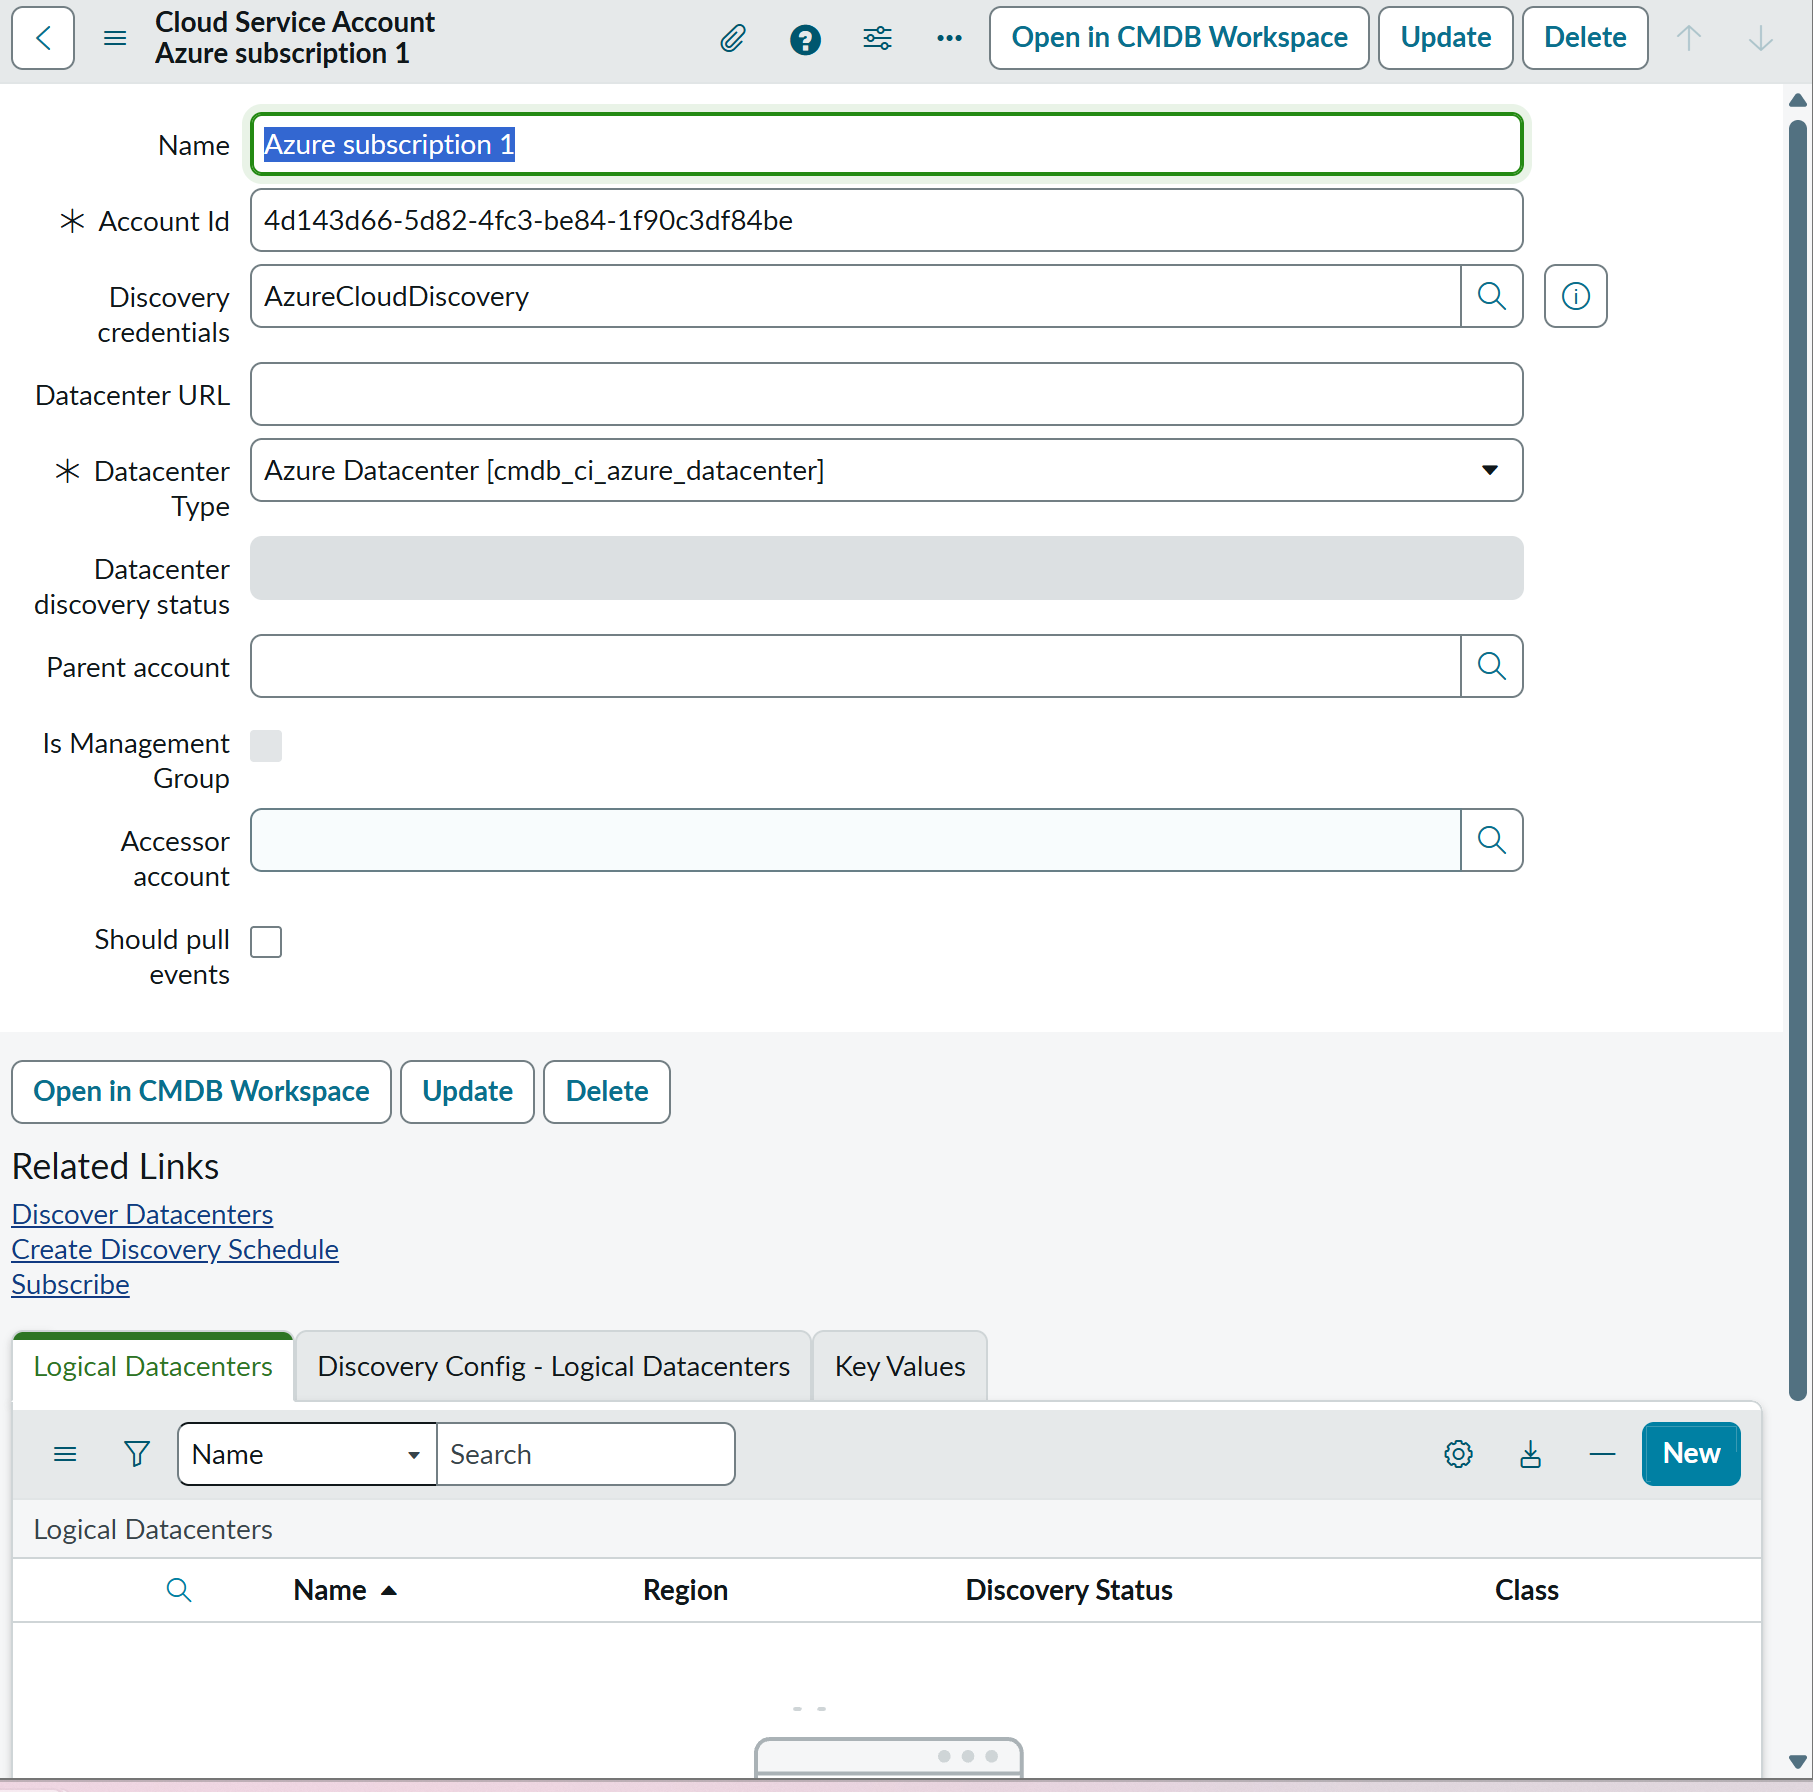 Cloud Service Account
Azure subscription 1
Open in CMDB Workspace
Update
Delete
Name
Azure subscription 1
Account Id
4d143d66-5d82-4fc3-be84-1f90c3df84be
Discovery
credentials
AzureCloudDiscovery
Datacenter URL
Datacenter
Type
Azure Datacenter [cmdb_ci_azure_datacenter]
Datacenter
discovery status
Parent account
Is Management
Group
Accessor
account
Should pull
events
Open in CMDB Workspace
Update
Delete
Related Links
Discover Datacenters
Create Discovery Schedule
Subscribe
Logical Datacenters
Discovery Config - Logical Datacenters
Key Values
Name
Search
New
Logical Datacenters
Name
Region
Discovery Status
Class